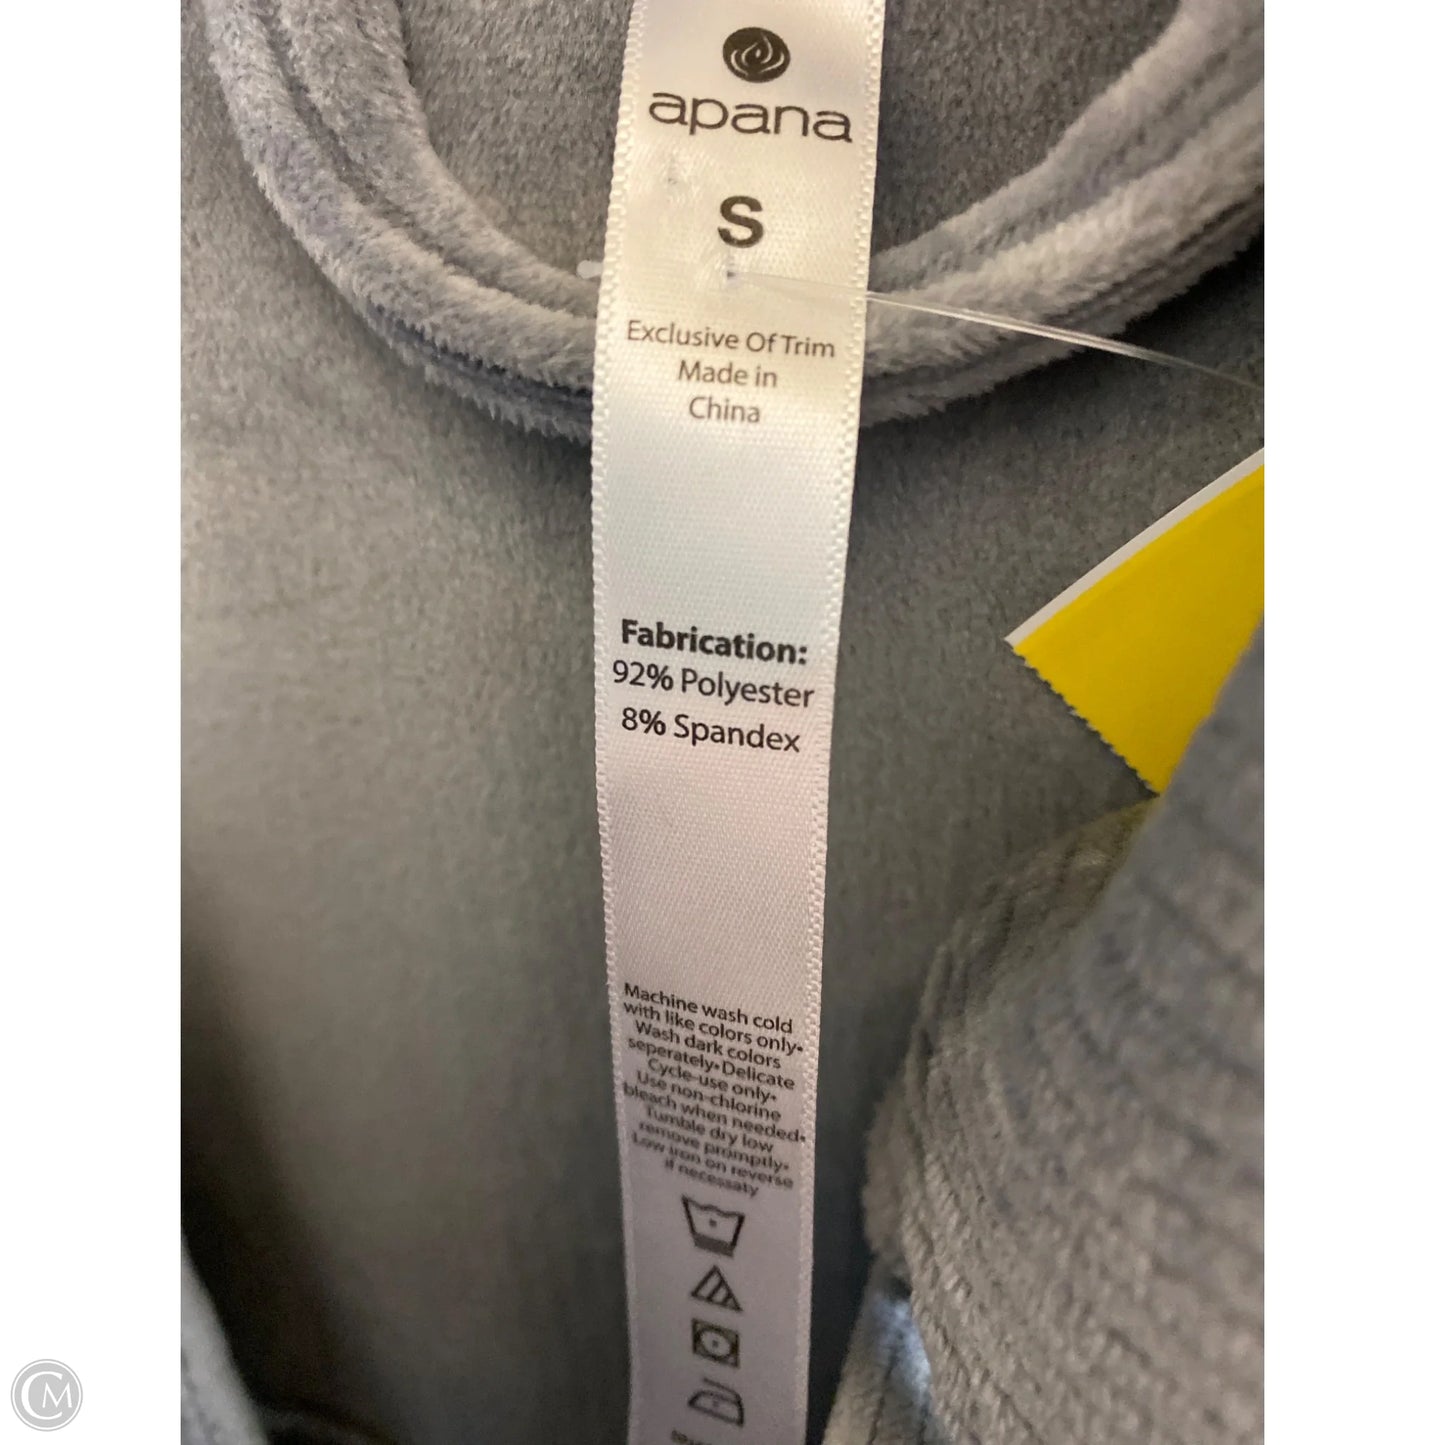 apana
S
Exclusive Of Trim
Made in
China
Fabrication:
92% Polyester
8% Spandex
Machine wash cold
with like colors only•
Wash dark colors
seperately•Delicate
Cycle-use only•
Use non-chlorine
bleach when needed•
Tumble dry low
remove promptly•
Low iron on reverse
if necessaty
CM